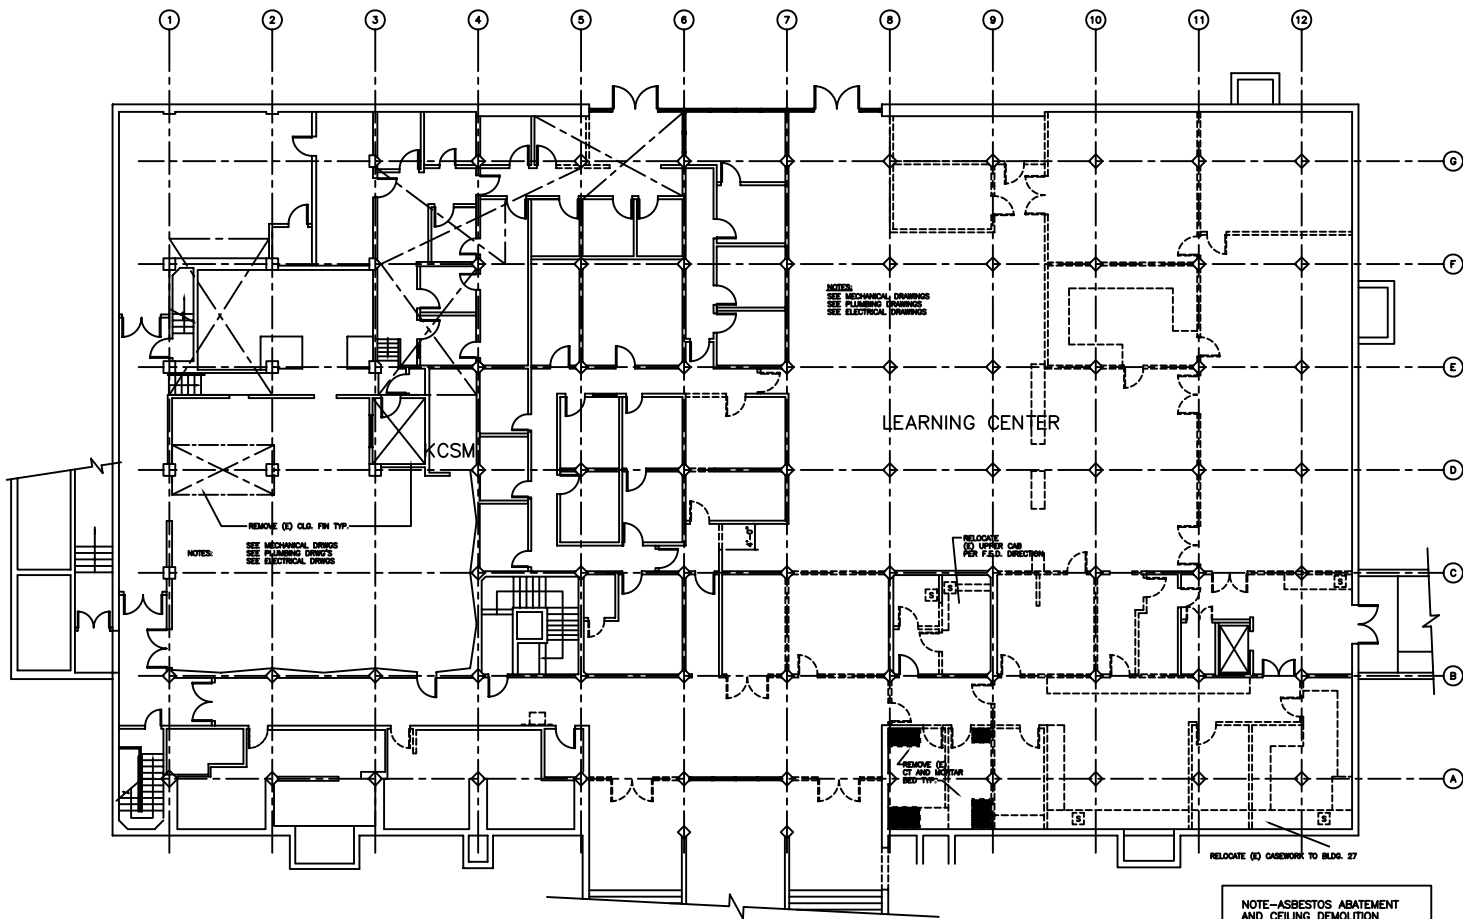 1 2 3 4 5 6 7 8 9 10 11 12
G
F
NOTES:
SEE MECHANICAL DRAWINGS
SEE PLUMBING DRAWINGS
SEE ELECTRICAL DRAWINGS
E
LEARNING CENTER
KCSM
D
REMOVE (E) CLG. FIN TYP.
NOTES:
SEE MECHANICAL DRWGS
SEE PLUMBING DRWG'S
SEE ELECTRICAL DRWGS
4'-0"
RELOCATE
(E) UPPER CAB
PER F.E.D. DIRECTION
C
S
S
S
B
REMOVE (E)
CT AND MORTAR
BED TYP.
A
S
S
RELOCATE (E) CASEWORK TO BLDG. 27
NOTE-ASBESTOS ABATEMENT
AND CEILING DEMOLITION